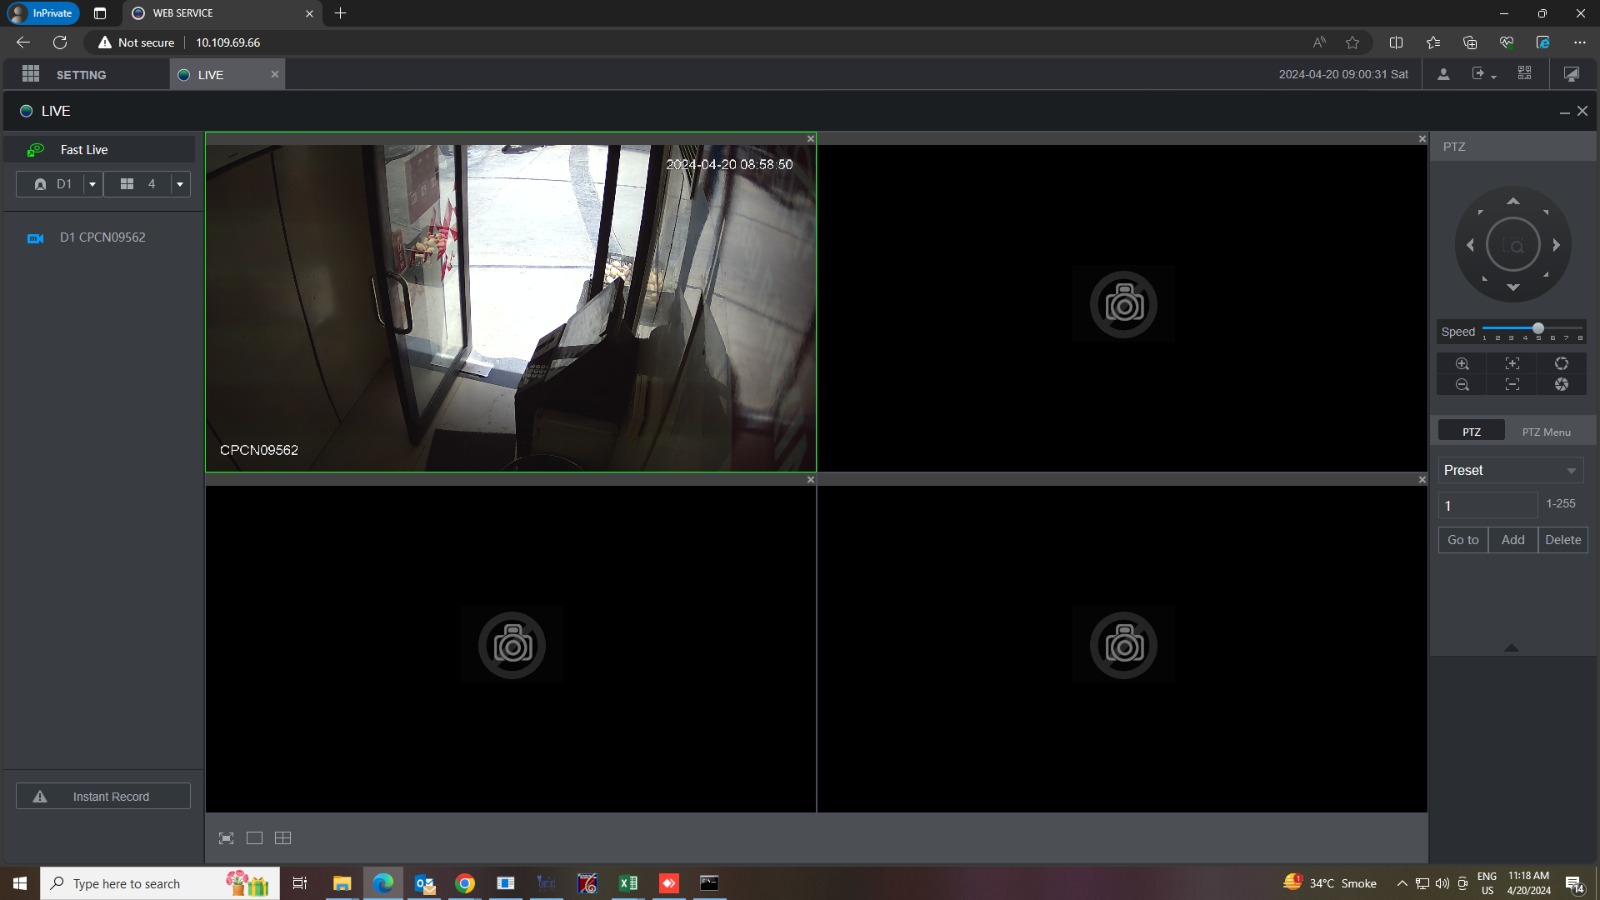 InPrivate
WEB SERVICE
Not secure
10.109.69.66
SETTING
LIVE
2024-04-20 09:00:31 Sat
LIVE
Fast Live
D1
4
D1 CPCN09562
2024-04-20 08:58:50
CPCN09562
PTZ
Speed
1 2 3 4 5 6 7 8
PTZ
PTZ Menu
Preset
1
1-255
Go to
Add
Delete
Instant Record
Type here to search
34°C Smoke
ENG
US
11:18 AM
4/20/2024
14